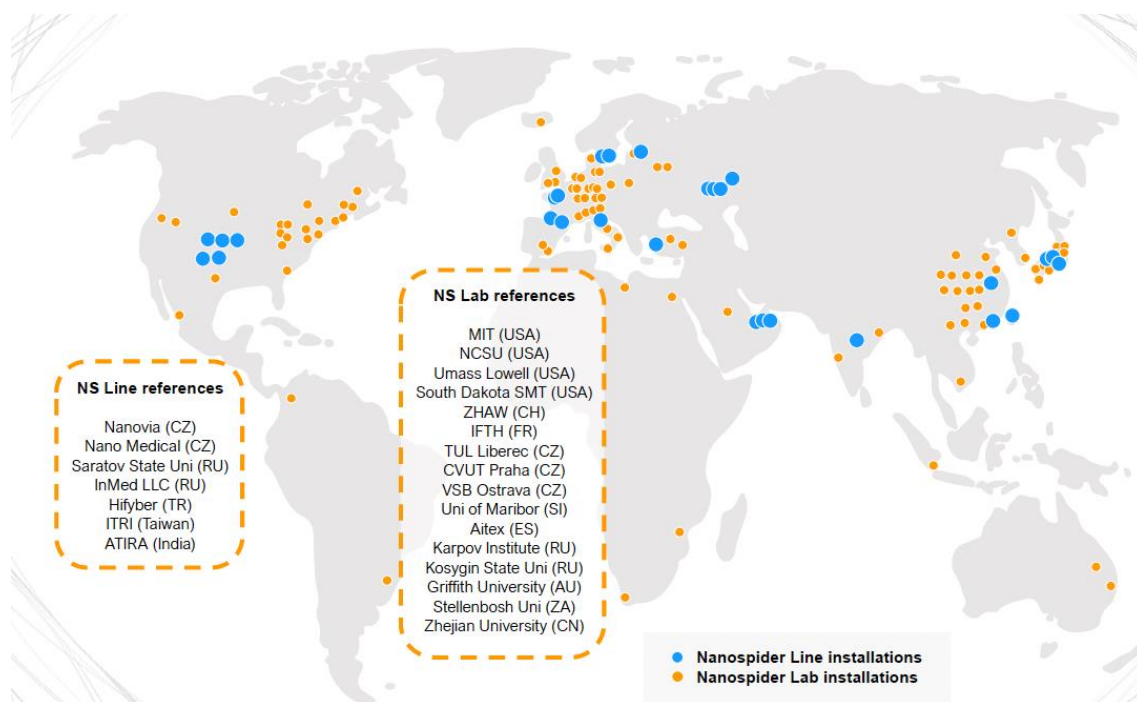 NS Lab references
MIT (USA)
NCSU (USA)
Umass Lowell (USA)
South Dakota SMT (USA)
ZHAW (CH)
IFTH (FR)
TUL Liberec (CZ)
CVUT Praha (CZ)
VSB Ostrava (CZ)
Uni of Maribor (SI)
Aitex (ES)
Karpov Institute (RU)
Kosygin State Uni (RU)
Griffith University (AU)
Stellenbosh Uni (ZA)
Zhejian University (CN)
NS Line references
Nanovia (CZ)
Nano Medical (CZ)
Saratov State Uni (RU)
InMed LLC (RU)
Hifyber (TR)
ITRI (Taiwan)
ATIRA (India)
Nanospider Line installations
Nanospider Lab installations